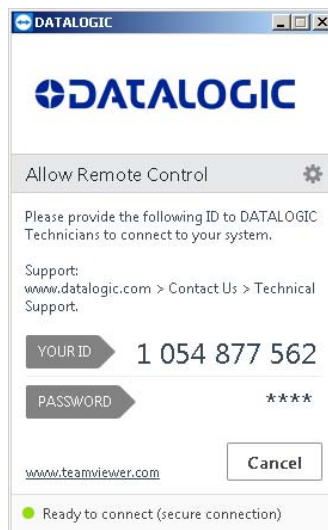 DATALOGIC
DATALOGIC
Allow Remote Control
Please provide the following ID to DATALOGIC
Technicians to connect to your system.
Support:
www.datalogic.com > Contact Us > Technical
Support.
YOUR ID 1 054 877 562
PASSWORD ****
www.teamviewer.com Cancel
Ready to connect (secure connection)